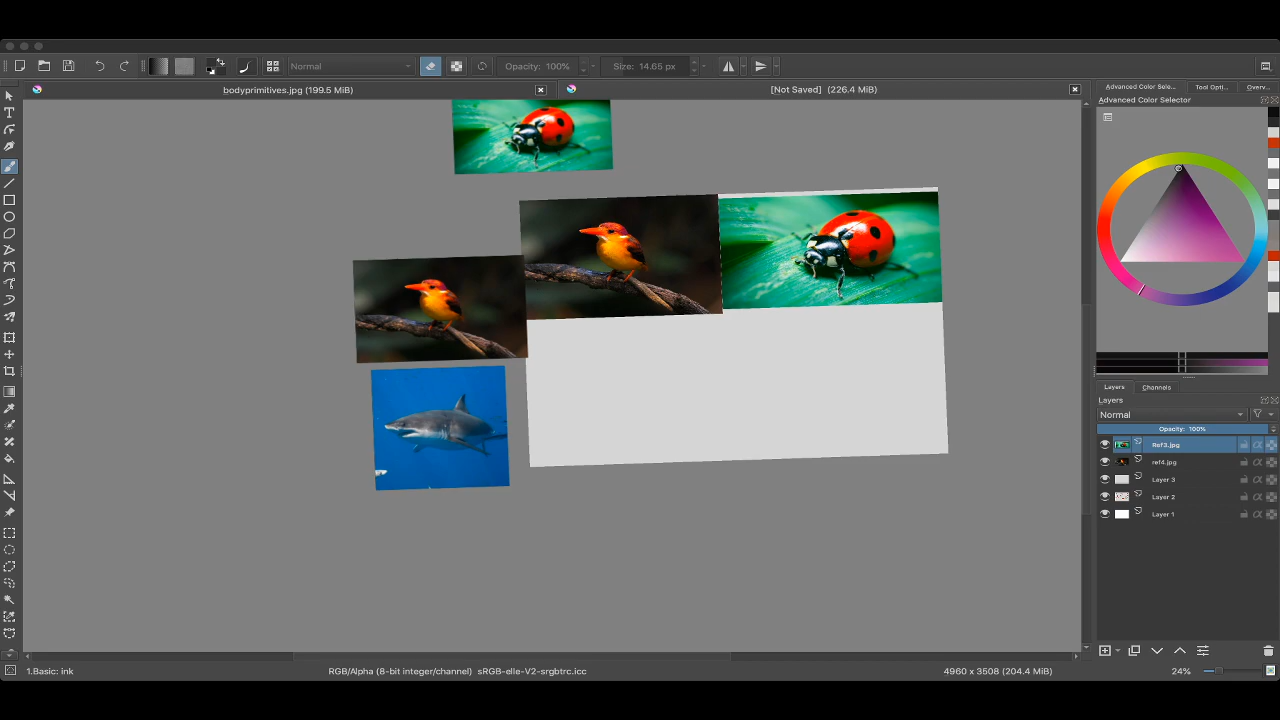 Normal
Opacity: 100%
Size: 14.65 px
bodyprimitives.jpg (199.5 MiB)
[Not Saved] (226.4 MiB)
Advanced Color Sele...
Tool Opti...
Overv...
Advanced Color Selector
Layers
Channels
Layers
Normal
Opacity: 100%
Ref3.jpg
ref4.jpg
Layer 3
Layer 2
Layer 1
1.Basic: ink
RGB/Alpha (8-bit integer/channel) sRGB-elle-V2-srgbtrc.icc
4960 x 3508 (204.4 MiB)
24%